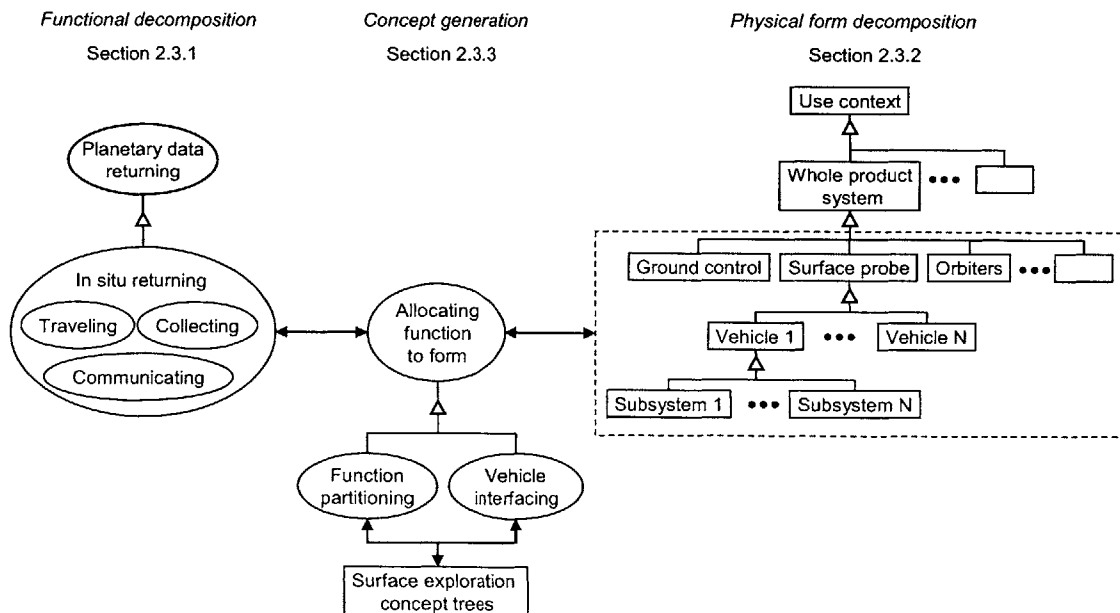 Functional decomposition
Section 2.3.1
Concept generation
Section 2.3.3
Physical form decomposition
Section 2.3.2
Planetary data
returning
In situ returning
Traveling
Collecting
Communicating
Allocating
function
to form
Function
partitioning
Vehicle
interfacing
Surface exploration
concept trees
Use context
Whole product
system
Ground control
Surface probe
Orbiters
Vehicle 1
Vehicle N
Subsystem 1
Subsystem N